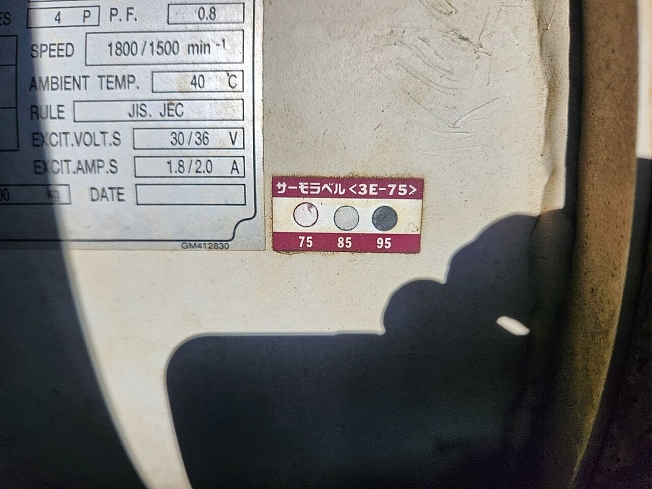 4 P P.F. 0.8
SPEED 1800/1500 min⁻¹
AMBIENT TEMP. 40 ℃
RULE JIS. JEC
EXCIT.VOLT.S 30/36 V
EXCIT.AMP.S 1.8/2.0 A
kg DATE
GM412830
サーモラベル<3E-75>
75 85 95